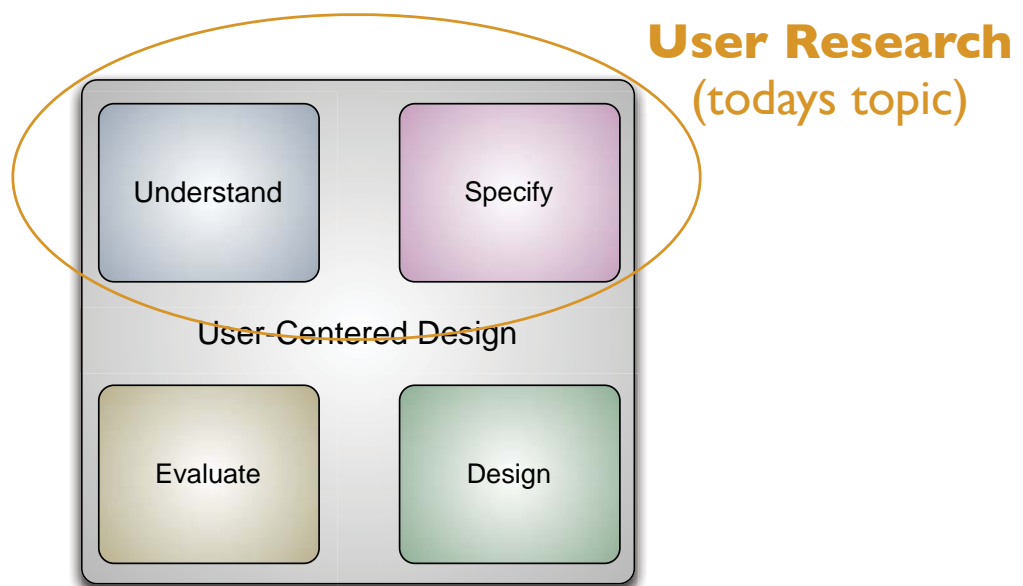 User Research
(todays topic)
Understand
Specify
User-Centered Design
Evaluate
Design